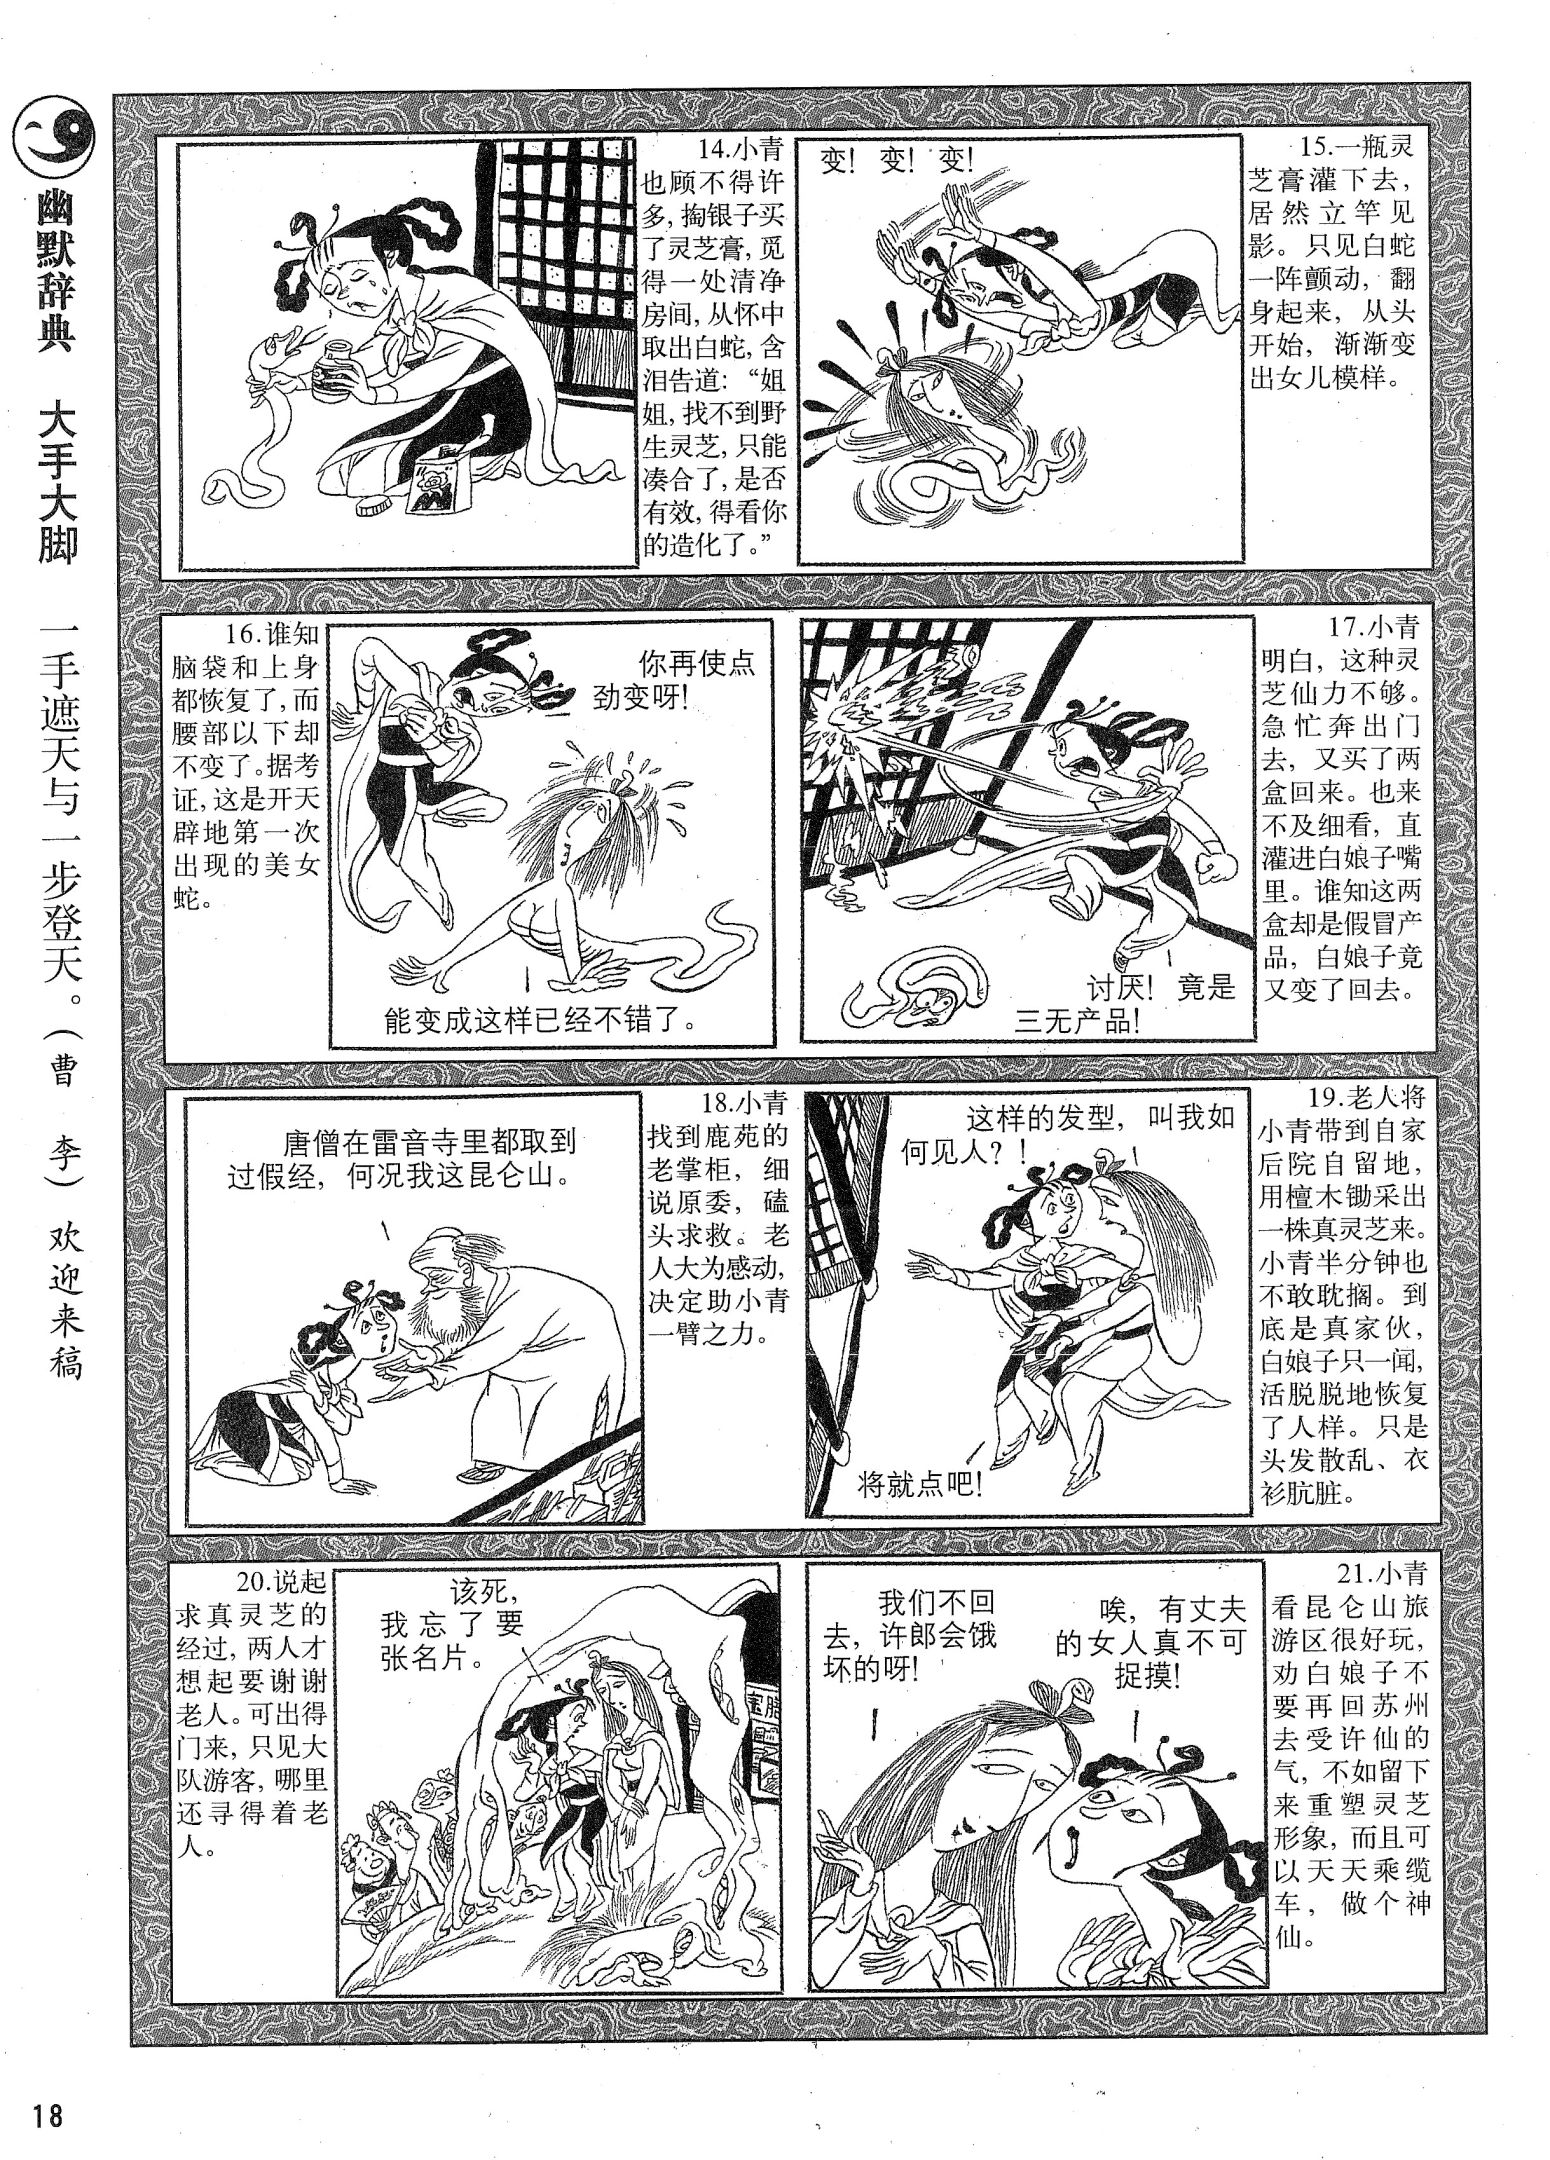 幽默辞典 大手大脚 一手遮天与一步登天。（曹 李）欢迎来稿
14.小青
也顾不得许
多，掏银子买
了灵芝膏，觅
得一处清净
房间，从怀中
取出白蛇，含
泪告道：“姐
姐，找不到野
生灵芝，只能
凑合了，是否
有效，得看你
的造化了。”
变！变！变！
15.一瓶灵
芝膏灌下去，
居然立竿见
影。只见白蛇
一阵颤动，翻
身起来，从头
开始，渐渐变
出女儿模样。
16.谁知
脑袋和上身
都恢复了，而
腰部以下却
不变了。据考
证，这是开天
辟地第一次
出现的美女
蛇。
你再使点
劲变呀！
能变成这样已经不错了。
17.小青
明白，这种灵
芝仙力不够。
急忙奔出门
去，又买了两
盒回来。也来
不及细看，直
灌进白娘子嘴
里。谁知这两
盒却是假冒产
品，白娘子竟
又变了回去。
讨厌！竟是
三无产品！
唐僧在雷音寺里都取到
过假经，何况我这昆仑山。
18.小青
找到鹿苑的
老掌柜，细
说原委，磕
头求救。老
人大为感动，
决定助小青
一臂之力。
这样的发型，叫我如
何见人？！
将就点吧！
19.老人将
小青带到自家
后院自留地，
用檀木锄采出
一株真灵芝来。
小青半分钟也
不敢耽搁。到
底是真家伙，
白娘子只一闻，
活脱脱地恢复
了人样。只是
头发散乱、衣
衫肮脏。
20.说起
求真灵芝的
经过，两人才
想起要谢谢
老人。可出得
门来，只见大
队游客，哪里
还寻得着老
人。
该死，
我忘了要
张名片。
我们不回
去，许郎会饿
坏的呀！
唉，有丈夫
的女人真不可
捉摸！
21.小青
看昆仑山旅
游区很好玩，
劝白娘子不
要再回苏州
去受许仙的
气，不如留下
来重塑灵芝
形象，而且可
以天天乘缆
车，做个神
仙。
18